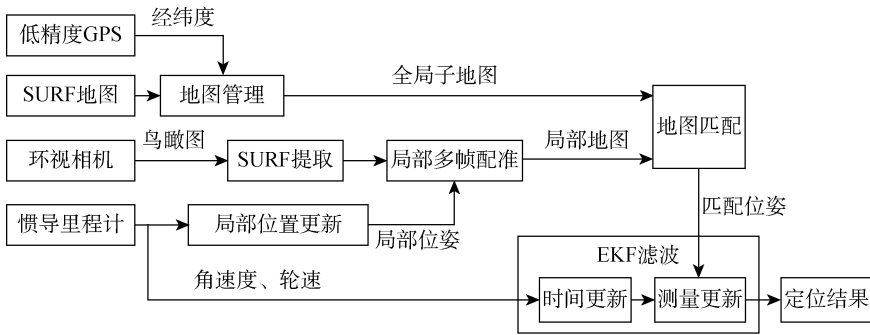 经纬度
低精度GPS
SURF地图
地图管理
全局子地图
地图匹配
鸟瞰图
环视相机
SURF提取
局部多帧配准
局部地图
惯导里程计
局部位置更新
局部位姿
匹配位姿
EKF滤波
角速度、轮速
时间更新
测量更新
定位结果